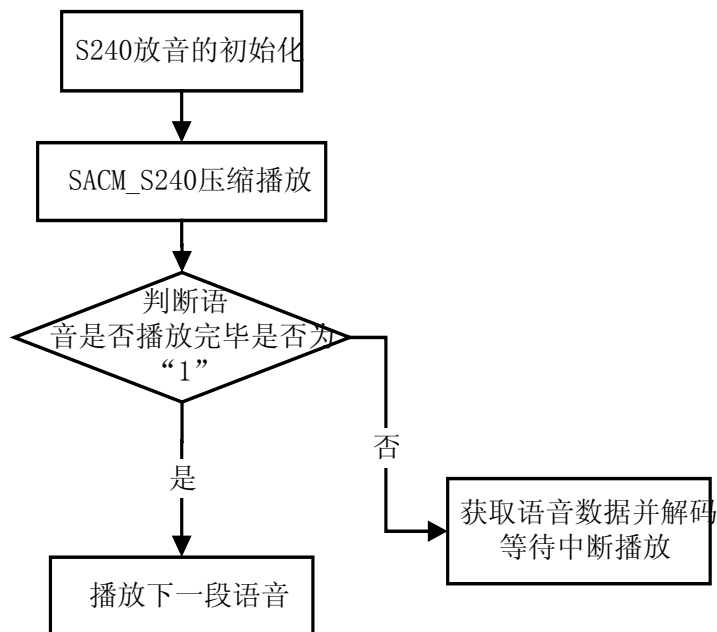 S240放音的初始化
SACM_S240压缩播放
判断语
音是否播放完毕是否为
“1”
否
是
获取语音数据并解码
等待中断播放
播放下一段语音